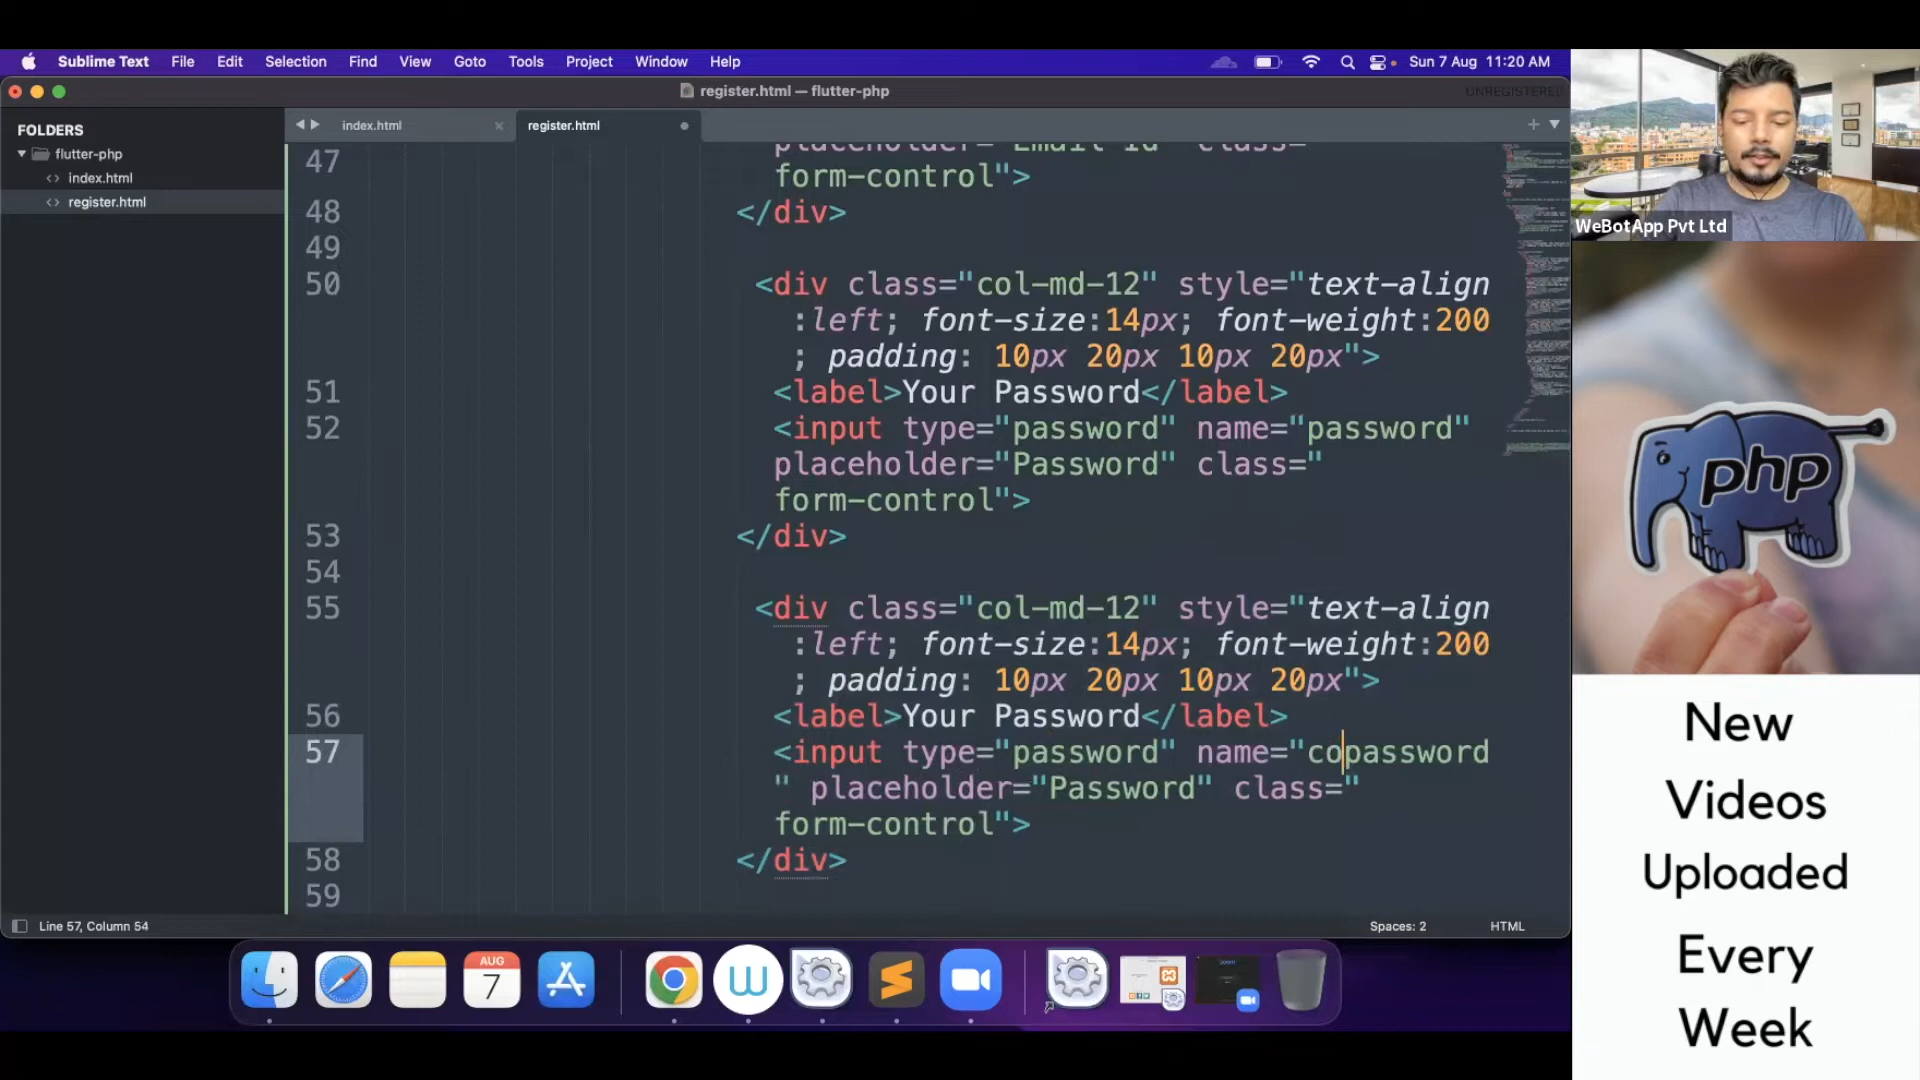 Sublime Text File Edit Selection Find View Goto Tools Project Window Help Sun 7 Aug 11:20 AM
register.html — flutter-php UNREGISTERED
FOLDERS
flutter-php
<> index.html
<> register.html
index.html
register.html
47 placeholder="Email Id" class="
form-control">
48 </div>
49
50 <div class="col-md-12" style="text-align
:left; font-size:14px; font-weight:200
; padding: 10px 20px 10px 20px">
51 <label>Your Password</label>
52 <input type="password" name="password"
placeholder="Password" class="
form-control">
53 </div>
54
55 <div class="col-md-12" style="text-align
:left; font-size:14px; font-weight:200
; padding: 10px 20px 10px 20px">
56 <label>Your Password</label>
57 <input type="password" name="copassword
" placeholder="Password" class="
form-control">
58 </div>
59
Line 57, Column 54 Spaces: 2 HTML
AUG
7
WeBotApp Pvt Ltd
php
New
Videos
Uploaded
Every
Week